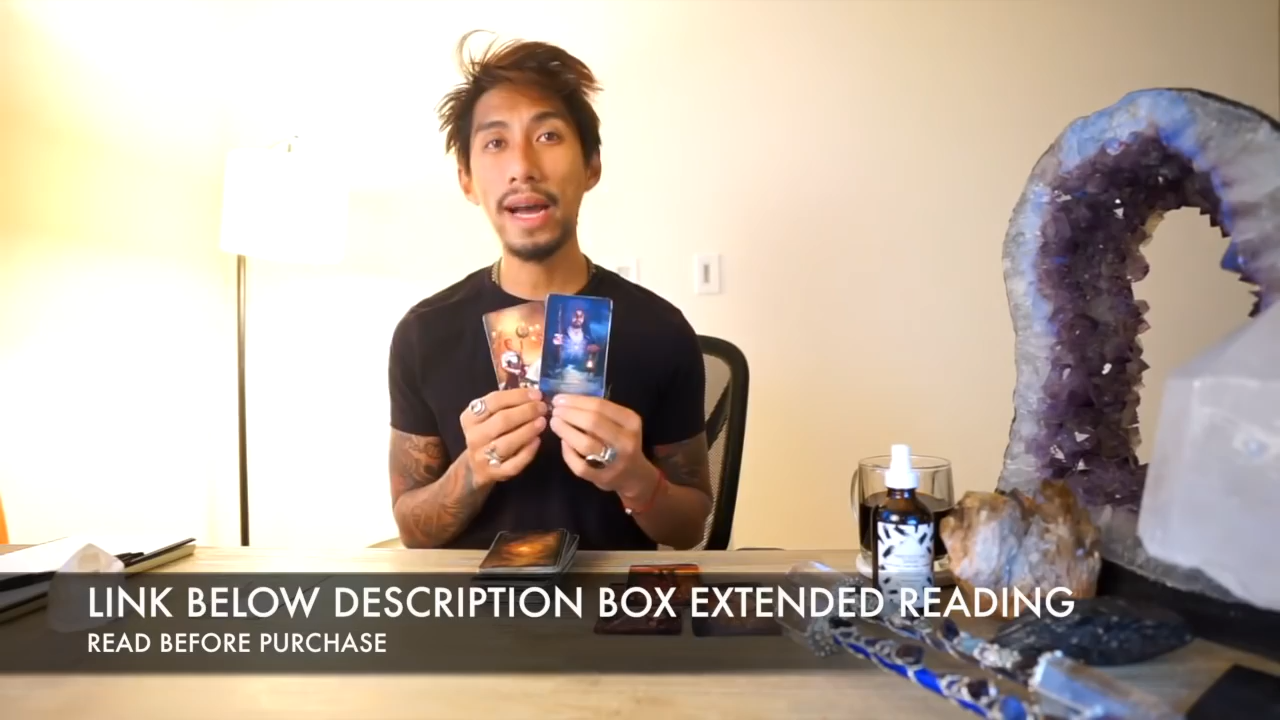 LINK BELOW DESCRIPTION BOX EXTENDED READING
READ BEFORE PURCHASE